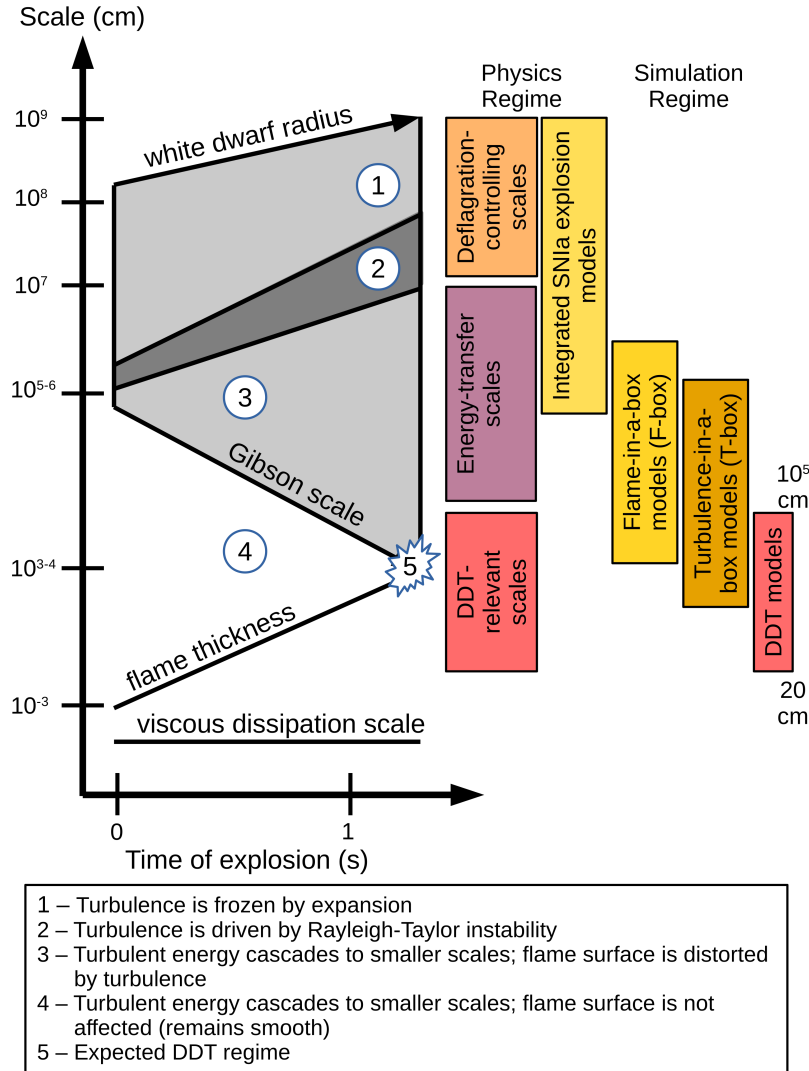 Scale (cm)
Physics
Regime
Simulation
Regime
10⁹
10⁸
10⁷
10⁵⁻⁶
10³⁻⁴
10⁻³
white dwarf radius
1
2
3
Gibson scale
4
5
flame thickness
viscous dissipation scale
0
1
Time of explosion (s)
Deflagration-
controlling
scales
Energy-transfer
scales
DDT-
relevant
scales
Integrated SNIa explosion
models
Flame-in-a-box
models (F-box)
Turbulence-in-a-
box models (T-box)
10⁵
cm
DDT models
20
cm
1 – Turbulence is frozen by expansion
2 – Turbulence is driven by Rayleigh-Taylor instability
3 – Turbulent energy cascades to smaller scales; flame surface is distorted
by turbulence
4 – Turbulent energy cascades to smaller scales; flame surface is not
affected (remains smooth)
5 – Expected DDT regime